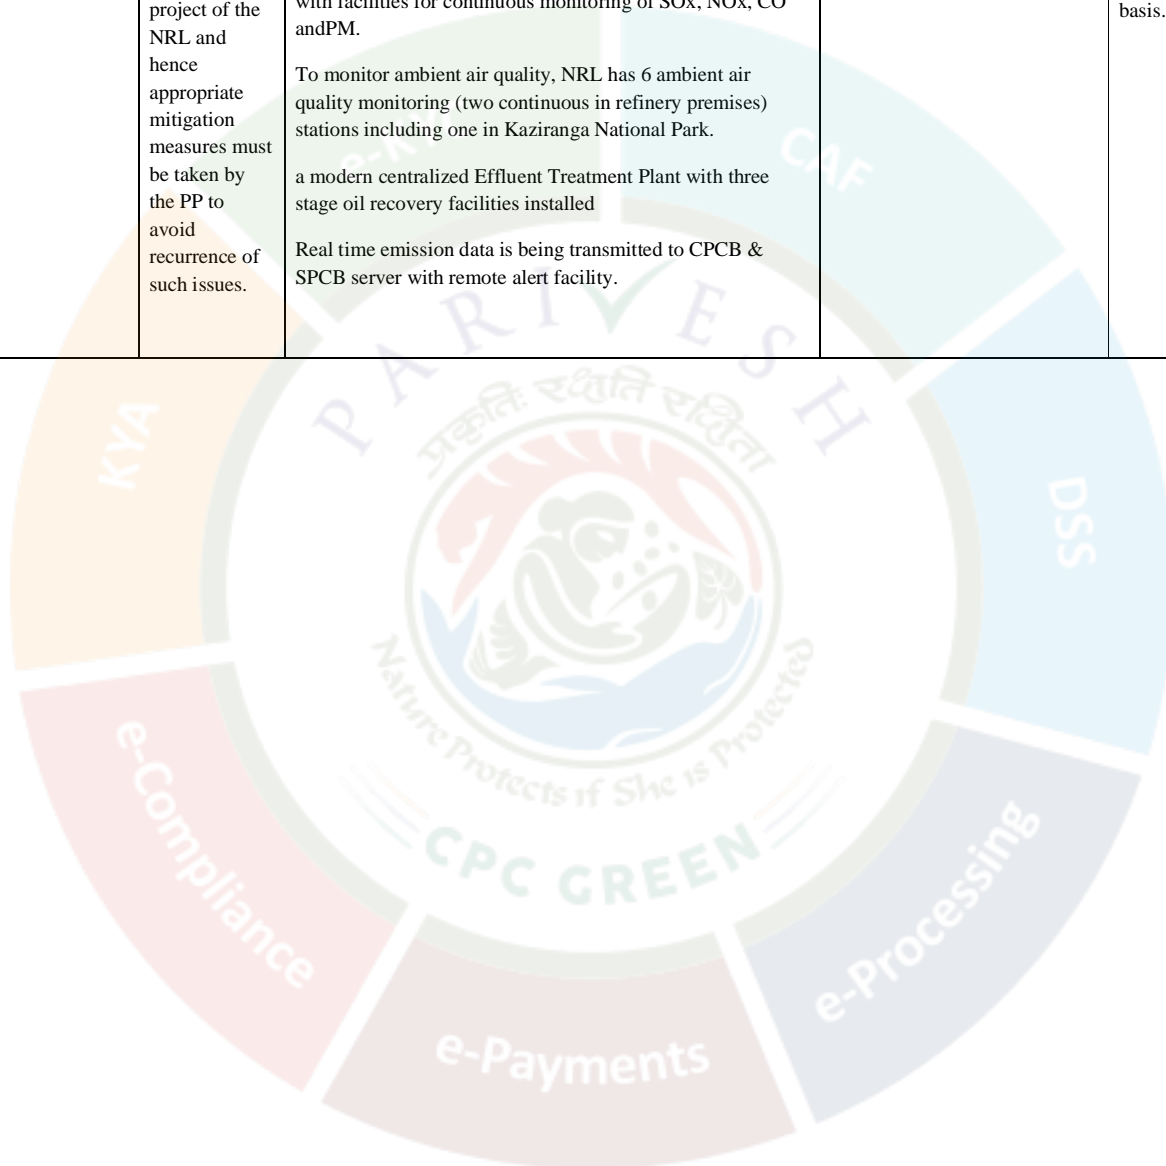 project of the
NRL and
hence
appropriate
mitigation
measures must
be taken by
the PP to
avoid
recurrence of
such issues.
with facilities for continuous monitoring of SOx, NOx, CO
andPM.
To monitor ambient air quality, NRL has 6 ambient air
quality monitoring (two continuous in refinery premises)
stations including one in Kaziranga National Park.
a modern centralized Effluent Treatment Plant with three
stage oil recovery facilities installed
Real time emission data is being transmitted to CPCB &
SPCB server with remote alert facility.
basis.
CAF
PARIVESH
प्रकृतिः रक्षति रक्षिता
KYA
DSS
Nature Protects if She is Protected
CPC GREEN
e-Compliance
e-Processing
e-Payments